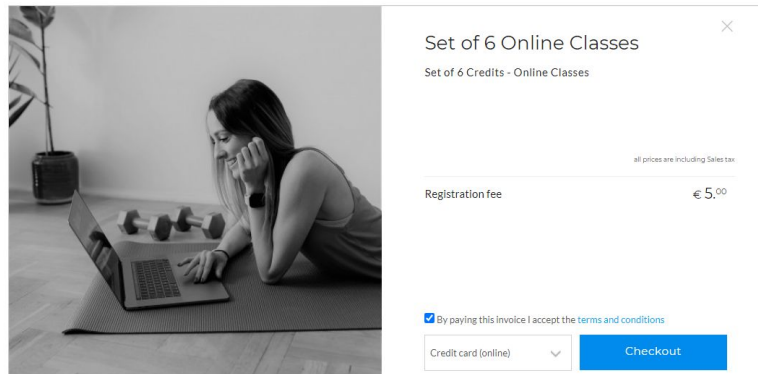 Set of 6 Online Classes
Set of 6 Credits - Online Classes
all prices are including Sales tax
Registration fee € 5.00
By paying this invoice I accept the terms and conditions
Credit card (online) Checkout